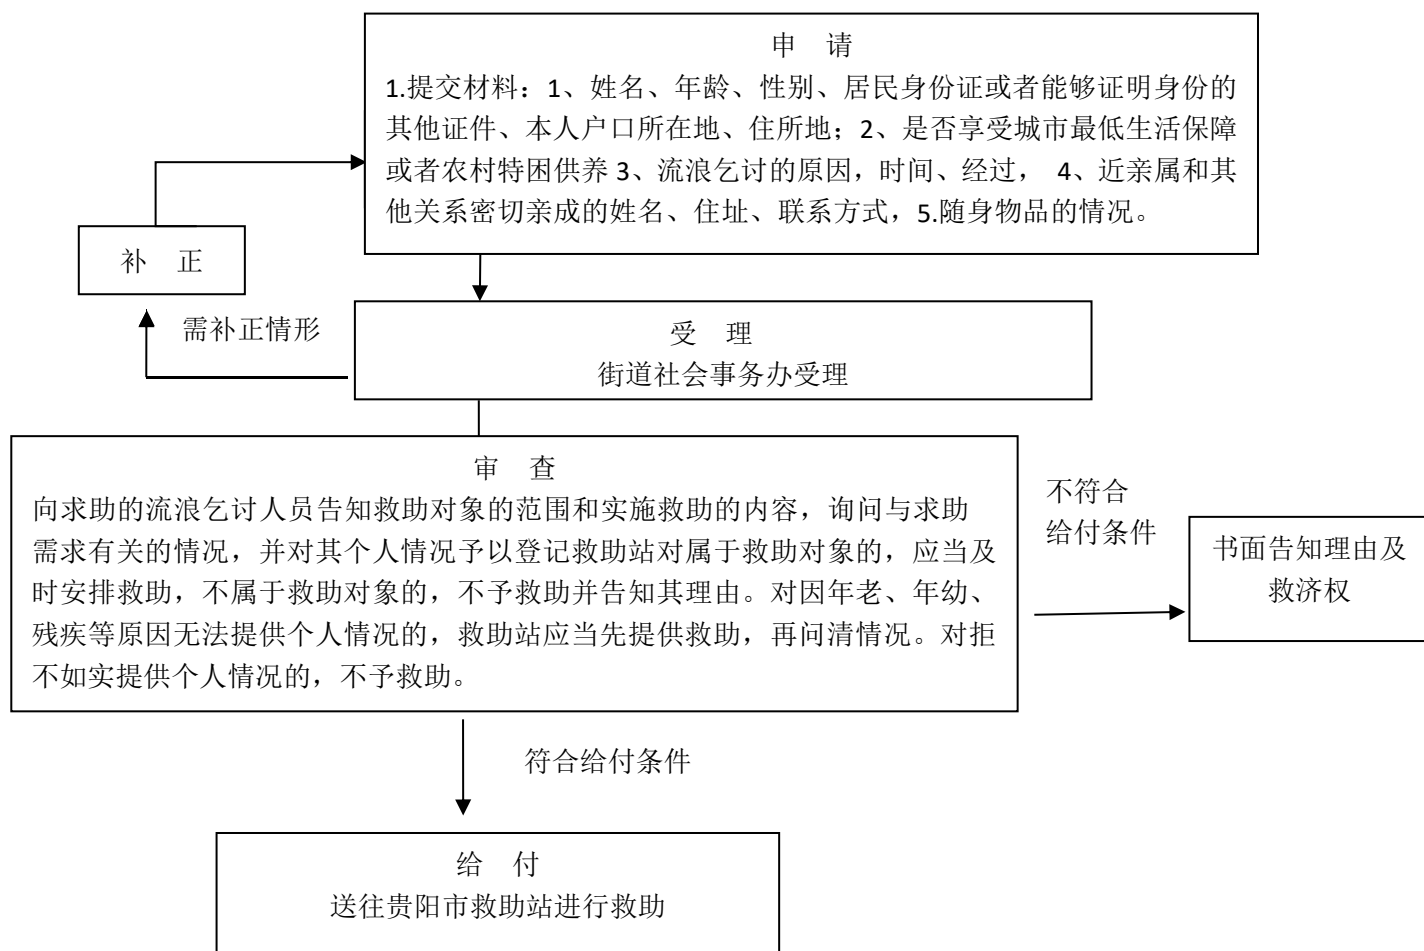 申 请
1.提交材料：1、姓名、年龄、性别、居民身份证或者能够证明身份的
其他证件、本人户口所在地、住所地；2、是否享受城市最低生活保障
或者农村特困供养 3、流浪乞讨的原因，时间、经过， 4、近亲属和其
他关系密切亲成的姓名、住址、联系方式，5.随身物品的情况。
补 正
需补正情形
受 理
街道社会事务办受理
审 查
向求助的流浪乞讨人员告知救助对象的范围和实施救助的内容，询问与求助
需求有关的情况，并对其个人情况予以登记救助站对属于救助对象的，应当及
时安排救助，不属于救助对象的，不予救助并告知其理由。对因年老、年幼、
残疾等原因无法提供个人情况的，救助站应当先提供救助，再问清情况。对拒
不如实提供个人情况的，不予救助。
不符合
给付条件
书面告知理由及
救济权
符合给付条件
给 付
送往贵阳市救助站进行救助